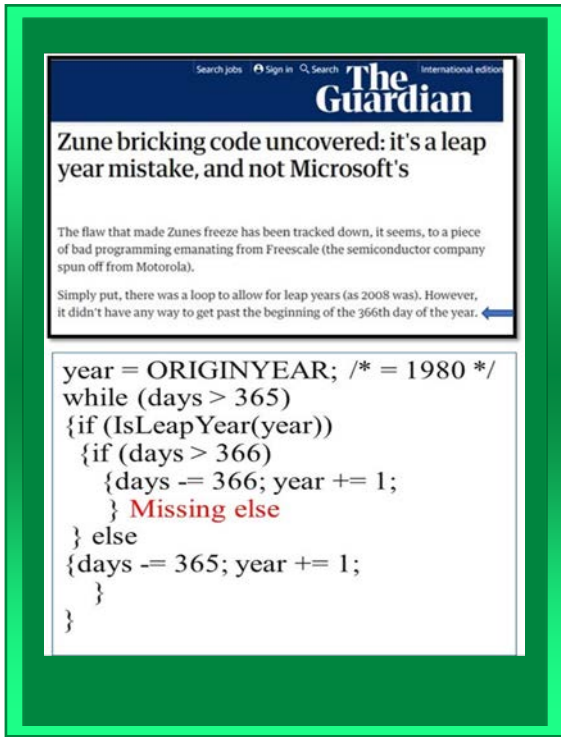 Search jobs Sign in Search The Guardian International edition
Zune bricking code uncovered: it's a leap
year mistake, and not Microsoft's
The flaw that made Zunes freeze has been tracked down, it seems, to a piece
of bad programming emanating from Freescale (the semiconductor company
spun off from Motorola).
Simply put, there was a loop to allow for leap years (as 2008 was). However,
it didn't have any way to get past the beginning of the 366th day of the year.
year = ORIGINYEAR; /* = 1980 */
while (days > 365)
{if (IsLeapYear(year))
{if (days > 366)
{days -= 366; year += 1;
} Missing else
} else
{days -= 365; year += 1;
}
}